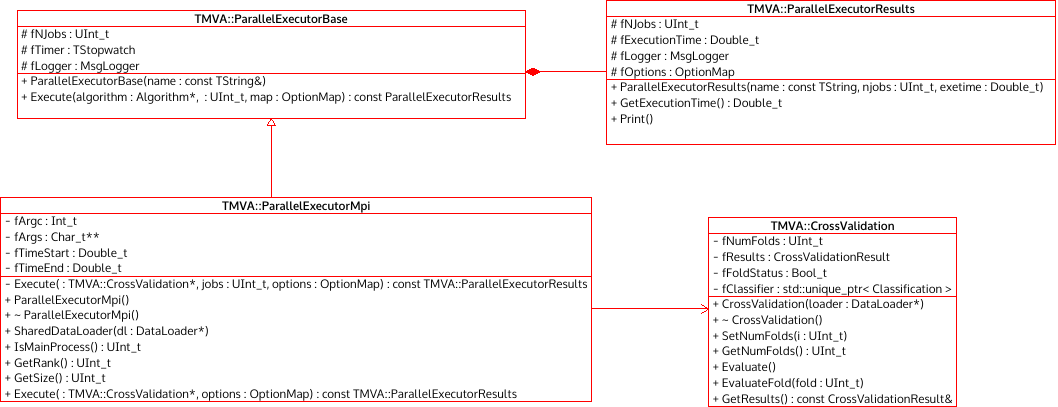 TMVA::ParallelExecutorBase
# fNJobs : UInt_t
# fTimer : TStopwatch
# fLogger : MsgLogger
+ ParallelExecutorBase(name : const TString&)
+ Execute(algorithm : Algorithm*, : UInt_t, map : OptionMap) : const ParallelExecutorResults
TMVA::ParallelExecutorResults
# fNJobs : UInt_t
# fExecutionTime : Double_t
# fLogger : MsgLogger
# fOptions : OptionMap
+ ParallelExecutorResults(name : const TString, njobs : UInt_t, exetime : Double_t)
+ GetExecutionTime() : Double_t
+ Print()
TMVA::ParallelExecutorMpi
- fArgc : Int_t
- fArgs : Char_t**
- fTimeStart : Double_t
- fTimeEnd : Double_t
- Execute( : TMVA::CrossValidation*, jobs : UInt_t, options : OptionMap) : const TMVA::ParallelExecutorResults
+ ParallelExecutorMpi()
+ ~ ParallelExecutorMpi()
+ SharedDataLoader(dl : DataLoader*)
+ IsMainProcess() : UInt_t
+ GetRank() : UInt_t
+ GetSize() : UInt_t
+ Execute( : TMVA::CrossValidation*, options : OptionMap) : const TMVA::ParallelExecutorResults
TMVA::CrossValidation
- fNumFolds : UInt_t
- fResults : CrossValidationResult
- fFoldStatus : Bool_t
- fClassifier : std::unique_ptr< Classification >
+ CrossValidation(loader : DataLoader*)
+ ~ CrossValidation()
+ SetNumFolds(i : UInt_t)
+ GetNumFolds() : UInt_t
+ Evaluate()
+ EvaluateFold(fold : UInt_t)
+ GetResults() : const CrossValidationResult&